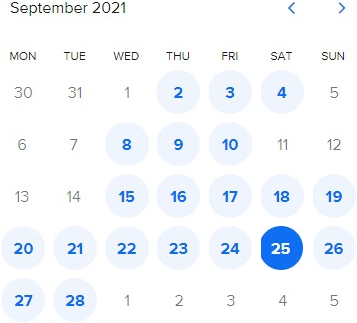 September 2021
MON TUE WED THU FRI SAT SUN
30 31 1 2 3 4 5
6 7 8 9 10 11 12
13 14 15 16 17 18 19
20 21 22 23 24 25 26
27 28 1 2 3 4 5